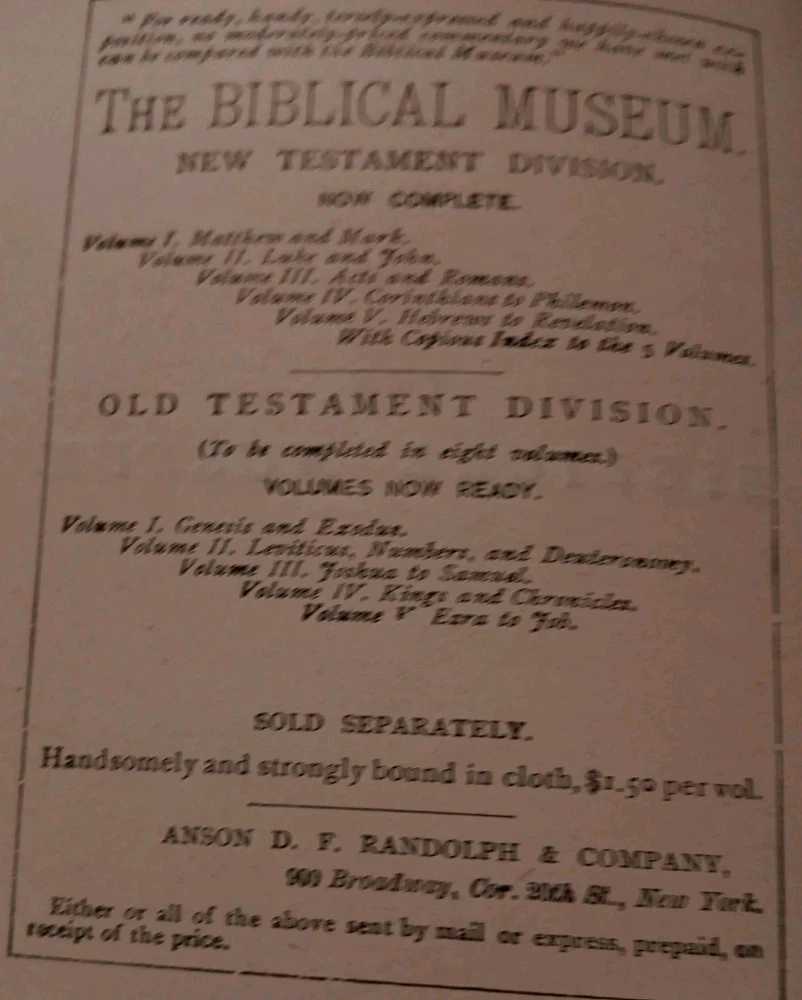 "For ready, handy, tersely-expressed and happily-chosen ex-
position, no moderately-priced commentary we have met with
can be compared with the Biblical Museum."
THE BIBLICAL MUSEUM.
NEW TESTAMENT DIVISION.
NOW COMPLETE.
Volume I. Matthew and Mark.
Volume II. Luke and John.
Volume III. Acts and Romans.
Volume IV. Corinthians to Philemon.
Volume V. Hebrews to Revelation.
With Copious Index to the 5 Volumes.
OLD TESTAMENT DIVISION.
(To be completed in eight volumes.)
VOLUMES NOW READY.
Volume I. Genesis and Exodus.
Volume II. Leviticus, Numbers, and Deuteronomy.
Volume III. Joshua to Samuel.
Volume IV. Kings and Chronicles.
Volume V Ezra to Job.
SOLD SEPARATELY.
Handsomely and strongly bound in cloth, $1.50 per vol.
ANSON D. F. RANDOLPH & COMPANY,
900 Broadway, Cor. 20th St., New York.
Either or all of the above sent by mail or express, prepaid, on
receipt of the price.